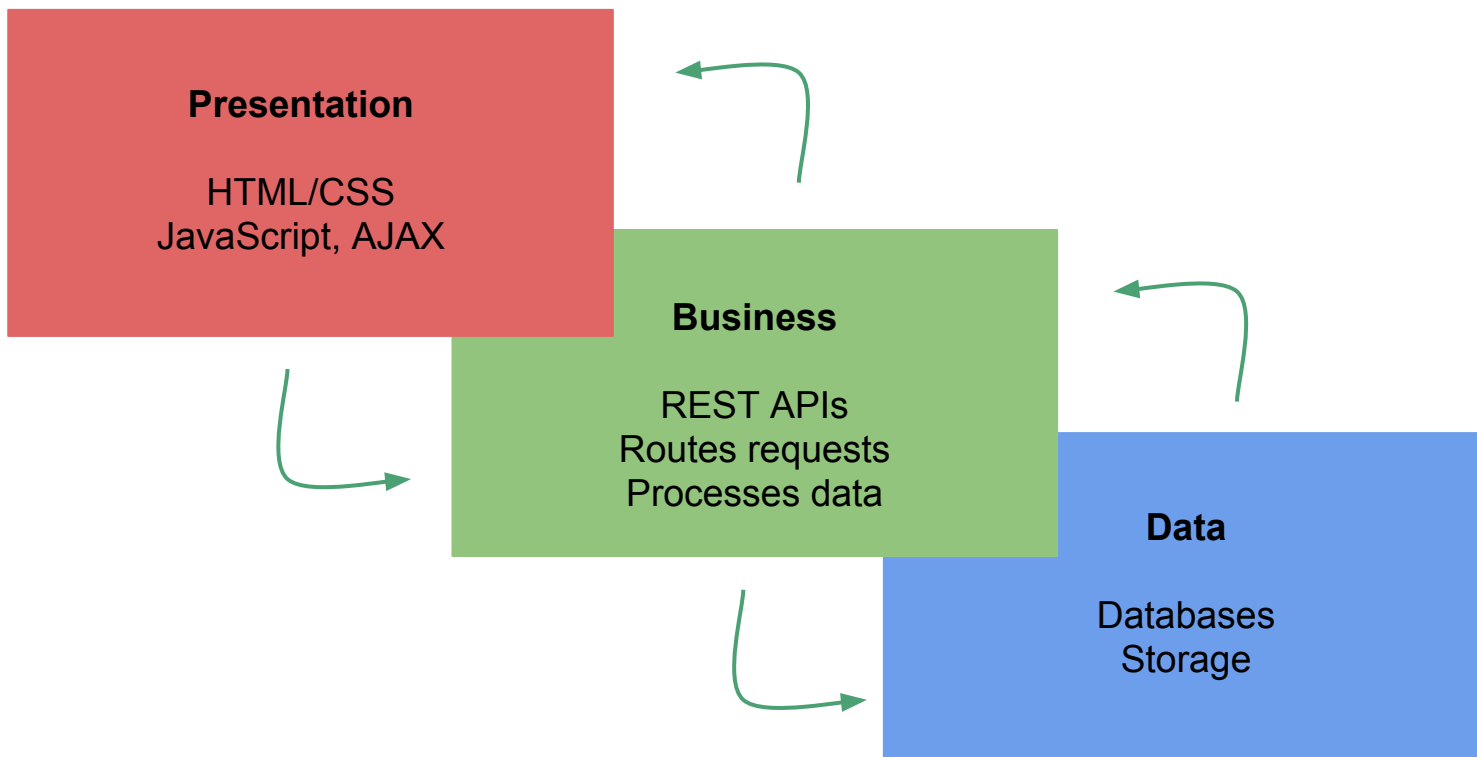 Presentation
HTML/CSS
JavaScript, AJAX
Business
REST APIs
Routes requests
Processes data
Data
Databases
Storage